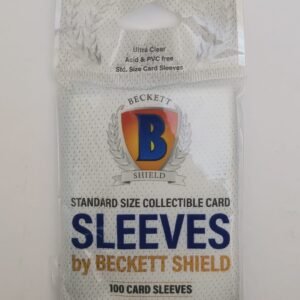 Ultra Clear
Acid & PVC free
Std. Size Card Sleeves
BECKETT
B
SHIELD
STANDARD SIZE COLLECTIBLE CARD
SLEEVES
by BECKETT SHIELD
100 CARD SLEEVES